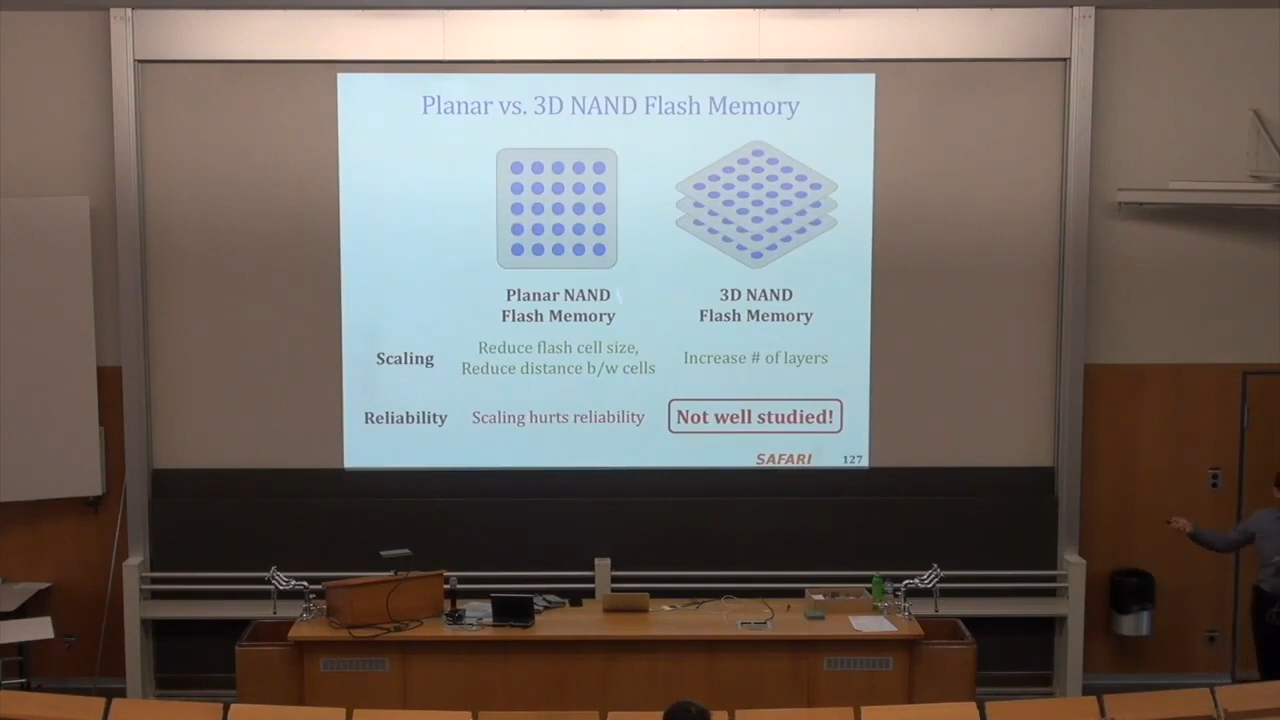 Planar vs. 3D NAND Flash Memory
Planar NAND
Flash Memory
3D NAND
Flash Memory
Scaling
Reduce flash cell size,
Reduce distance b/w cells
Increase # of layers
Reliability
Scaling hurts reliability
Not well studied!
SAFARI
127